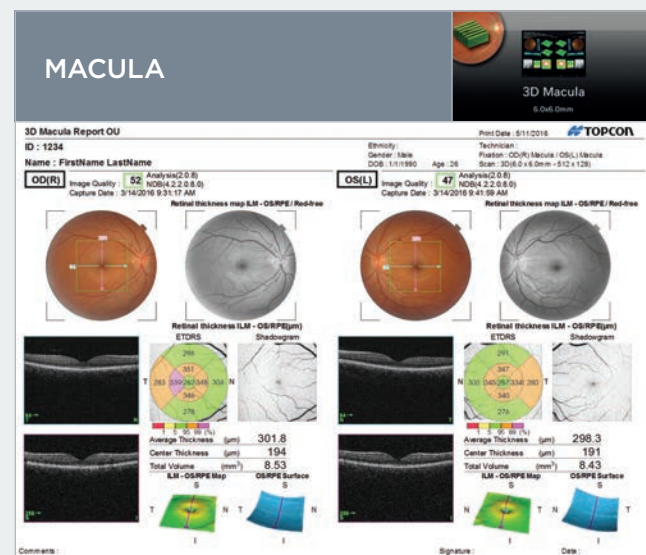 MACULA
3D Macula
6.0x6.0mm
3D Macula Report OU
Print Date : 5/11/2016
TOPCON
ID : 1234
Ethnicity :
Technician :
Gender : Male
Fixation : OD(R) Macula / OS(L) Macula
Name : FirstName LastName
DOB : 1/1/1990 Age : 26
Scan : 3D(6.0 x 6.0mm - 512 x 128)
OD(R)
Image Quality : 52
Analysis(2.0.8)
NDB(4.2.2.0.8.0)
Capture Date : 3/14/2016 9:31:17 AM
OS(L)
Image Quality : 47
Analysis(2.0.8)
NDB(4.2.2.0.8.0)
Capture Date : 3/14/2016 9:41:59 AM
Retinal thickness map ILM - OS/RPE / Red-free
Retinal thickness map ILM - OS/RPE / Red-free
Retinal thickness ILM - OS/RPE(µm)
ETDRS
Shadowgram
T
N
351
346
278
1 5 95 99 (%)
Average Thickness (µm) 301.8
Center Thickness (µm) 194
Total Volume (mm³) 8.53
ILM - OS/RPE Map
OS/RPE Surface
S
S
T
N
T
N
I
I
Retinal thickness ILM - OS/RPE(µm)
ETDRS
Shadowgram
N
T
291
347
276
1 5 95 99 (%)
Average Thickness (µm) 298.3
Center Thickness (µm) 191
Total Volume (mm³) 8.43
ILM - OS/RPE Map
OS/RPE Surface
S
S
N
T
N
T
I
I
Comments :
Signature :
Date :